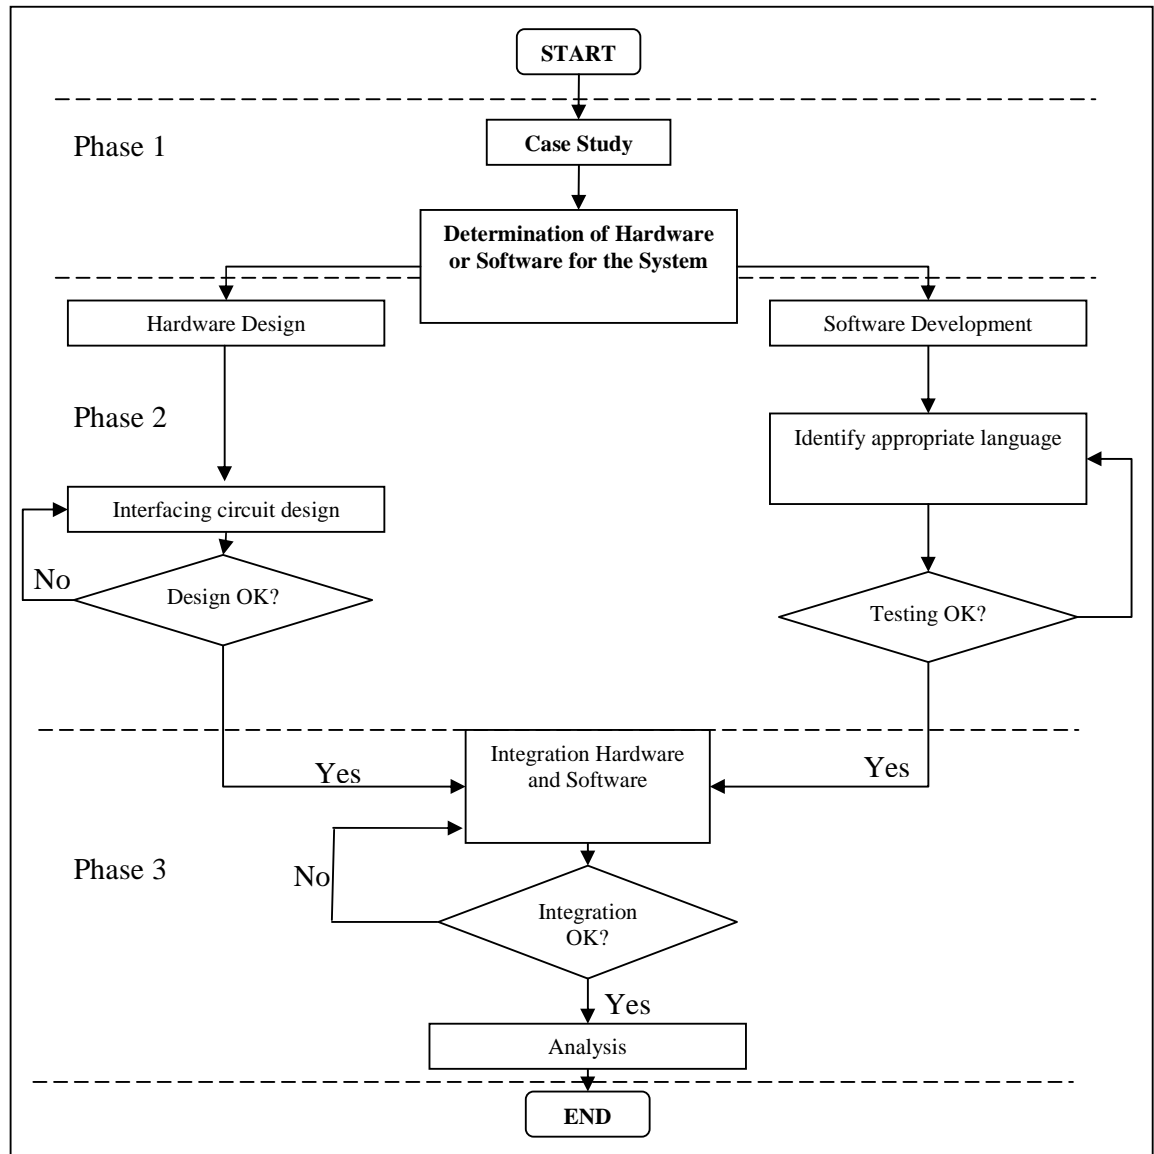 START
Phase 1
Case Study
Determination of Hardware
or Software for the System
Hardware Design
Software Development
Phase 2
Identify appropriate language
Interfacing circuit design
No
Design OK?
Testing OK?
Integration Hardware
and Software
Yes
Yes
Phase 3
No
Integration
OK?
Yes
Analysis
END